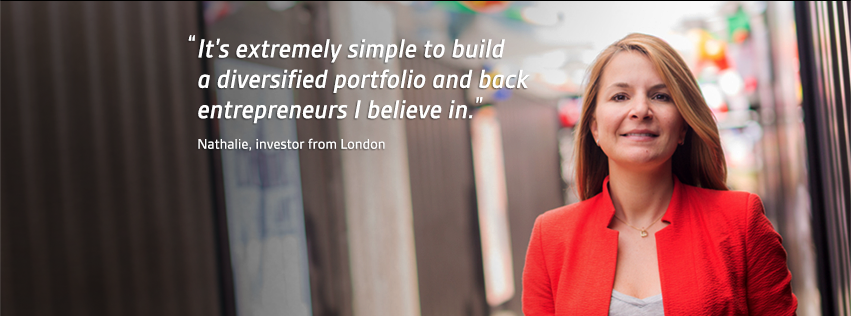 “It's extremely simple to build
a diversified portfolio and back
entrepreneurs I believe in.”
Nathalie, investor from London